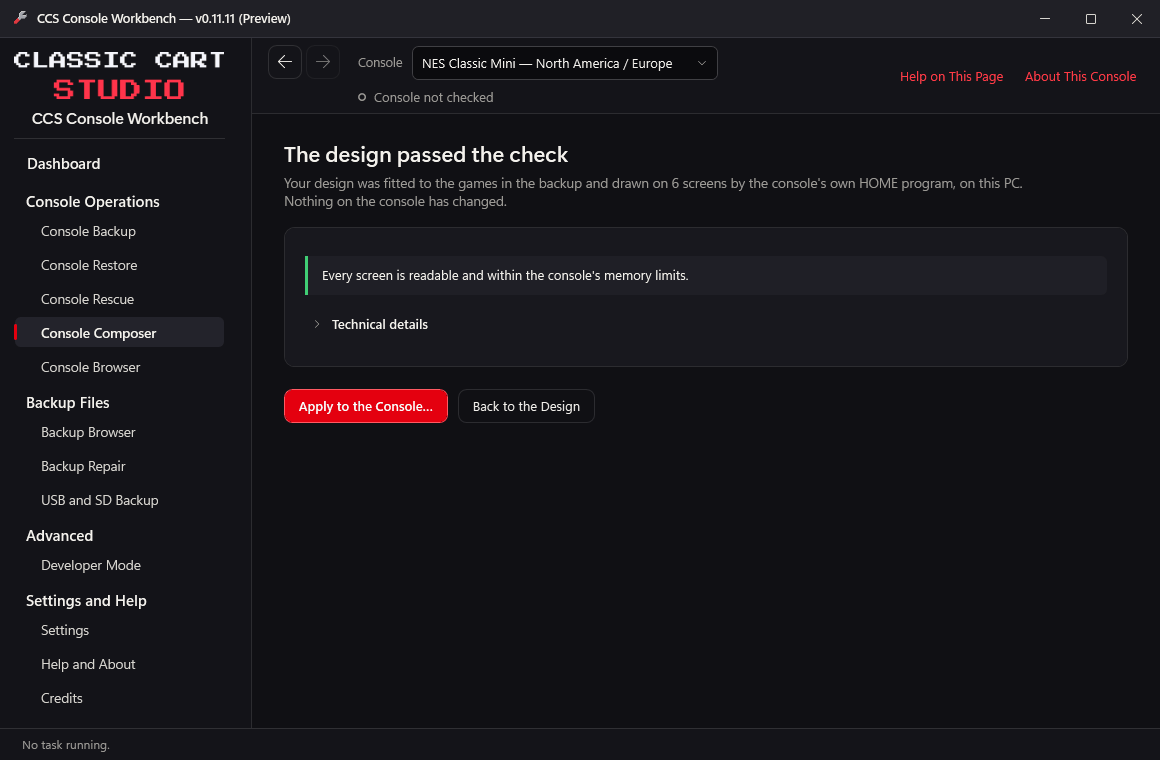 CCS Console Workbench — v0.11.11 (Preview)
CLASSIC CART
STUDIO
CCS Console Workbench
Dashboard
Console Operations
Console Backup
Console Restore
Console Rescue
Console Composer
Console Browser
Backup Files
Backup Browser
Backup Repair
USB and SD Backup
Advanced
Developer Mode
Settings and Help
Settings
Help and About
Credits
Console
NES Classic Mini — North America / Europe
Console not checked
Help on This Page
About This Console
The design passed the check
Your design was fitted to the games in the backup and drawn on 6 screens by the console's own HOME program, on this PC.
Nothing on the console has changed.
Every screen is readable and within the console's memory limits.
Technical details
Apply to the Console...
Back to the Design
No task running.